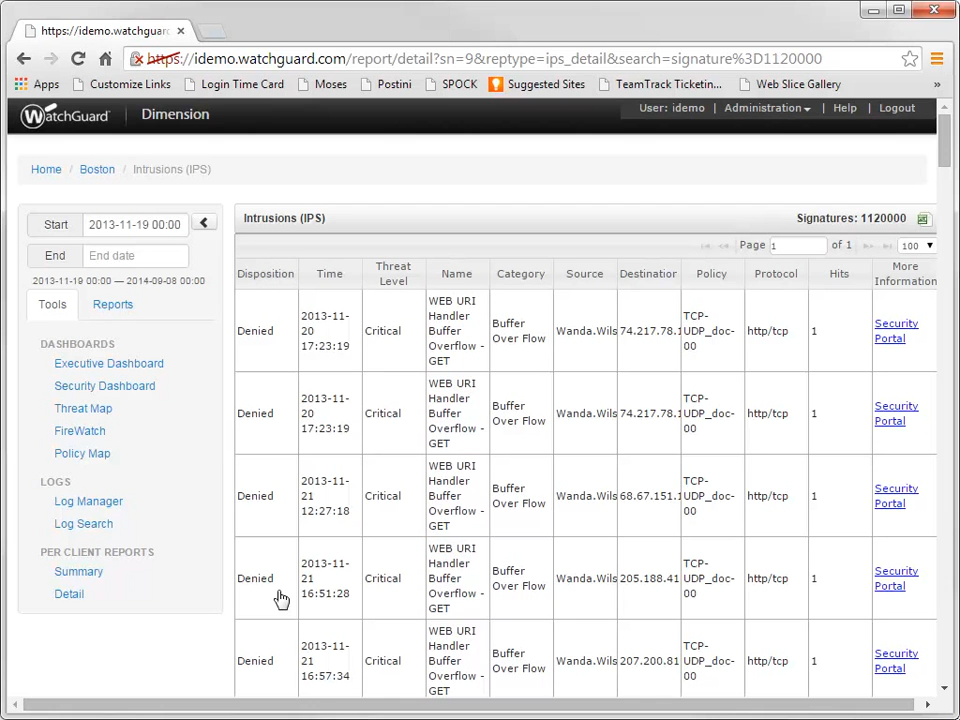 https://idemo.watchguar
https://idemo.watchguard.com/report/detail?sn=9&reptype=ips_detail&search=signature%3D1120000
Apps Customize Links Login Time Card Moses Postini SPOCK Suggested Sites TeamTrack Ticketin... Web Slice Gallery »
WatchGuard Dimension User: idemo Administration Help Logout
Home / Boston / Intrusions (IPS)
Start 2013-11-19 00:00
End End date
2013-11-19 00:00 — 2014-09-08 00:00
Tools Reports
DASHBOARDS
Executive Dashboard
Security Dashboard
Threat Map
FireWatch
Policy Map
LOGS
Log Manager
Log Search
PER CLIENT REPORTS
Summary
Detail
Intrusions (IPS) Signatures: 1120000
Page 1 of 1 100
Disposition Time Threat Level Name Category Source Destination Policy Protocol Hits More Information
Denied 2013-11-20 17:23:19 Critical WEB URI Handler Buffer Overflow - GET Buffer Over Flow Wanda.Wils 74.217.78.1 TCP-UDP_doc-00 http/tcp 1 Security Portal
Denied 2013-11-20 17:23:19 Critical WEB URI Handler Buffer Overflow - GET Buffer Over Flow Wanda.Wils 74.217.78.1 TCP-UDP_doc-00 http/tcp 1 Security Portal
Denied 2013-11-21 12:27:18 Critical WEB URI Handler Buffer Overflow - GET Buffer Over Flow Wanda.Wils 68.67.151.1 TCP-UDP_doc-00 http/tcp 1 Security Portal
Denied 2013-11-21 16:51:28 Critical WEB URI Handler Buffer Overflow - GET Buffer Over Flow Wanda.Wils 205.188.41 TCP-UDP_doc-00 http/tcp 1 Security Portal
Denied 2013-11-21 16:57:34 Critical WEB URI Handler Buffer Overflow - GET Buffer Over Flow Wanda.Wils 207.200.81 TCP-UDP_doc-00 http/tcp 1 Security Portal